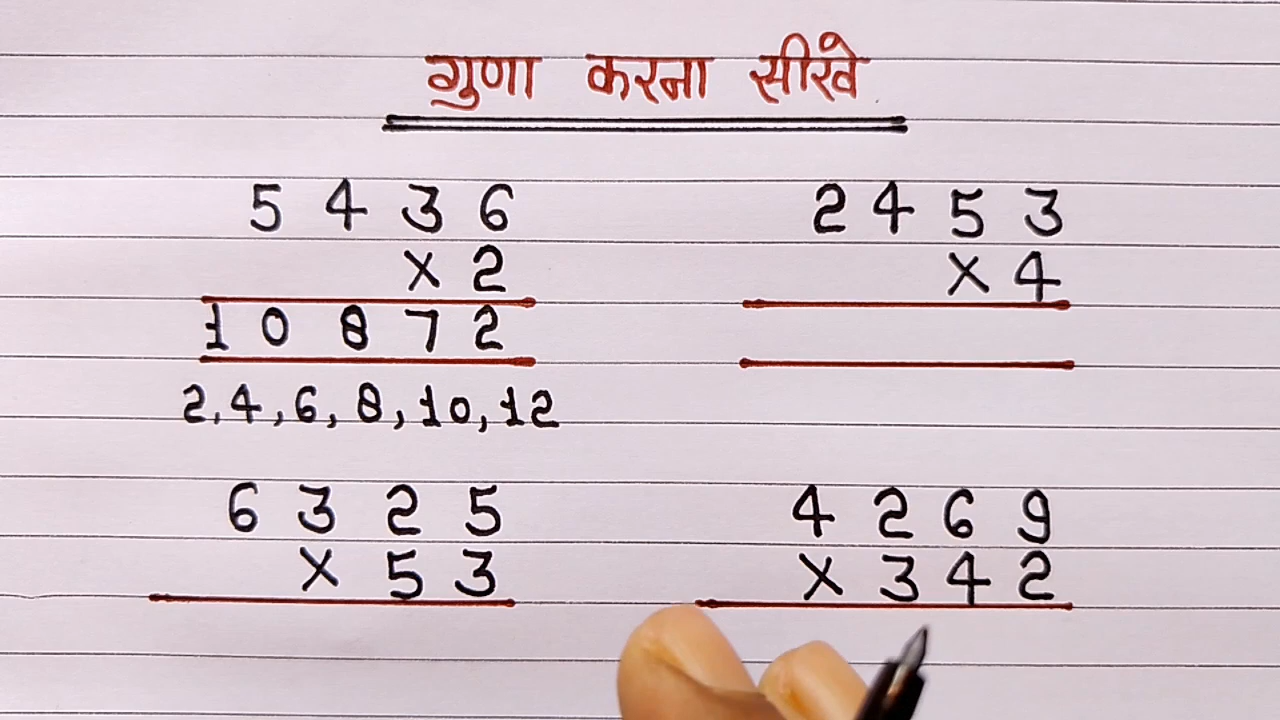 गुणा करना सीखे
5 4 3 6
× 2
1 0 8 7 2
2, 4, 6, 8, 10, 12
2 4 5 3
× 4
6 3 2 5
× 5 3
4 2 6 9
× 3 4 2